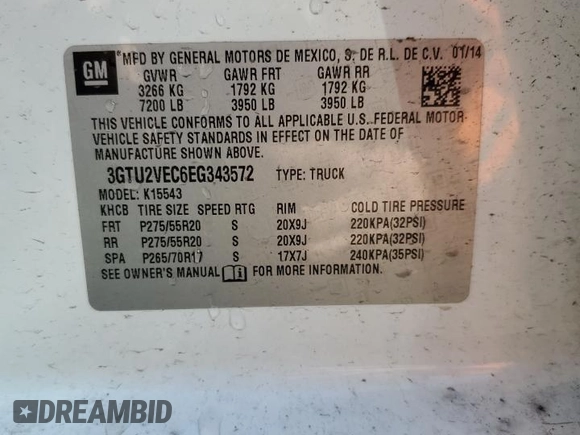 GM
*MFD BY GENERAL MOTORS DE MEXICO, S. DE R.L. DE C.V. 01/14
GVWR GAWR FRT GAWR RR
3266 KG 1792 KG 1792 KG
7200 LB 3950 LB 3950 LB
THIS VEHICLE CONFORMS TO ALL APPLICABLE U.S. FEDERAL MOTOR
VEHICLE SAFETY STANDARDS IN EFFECT ON THE DATE OF
MANUFACTURE SHOWN ABOVE.
3GTU2VEC6EG343572 TYPE: TRUCK
MODEL: K15543
KHCB TIRE SIZE SPEED RTG RIM COLD TIRE PRESSURE
FRT P275/55R20 S 20X9J 220KPA(32PSI)
RR P275/55R20 S 20X9J 220KPA(32PSI)
SPA P265/70R17 S 17X7J 240KPA(35PSI)
SEE OWNER'S MANUAL FOR MORE INFORMATION.
DREAMBID